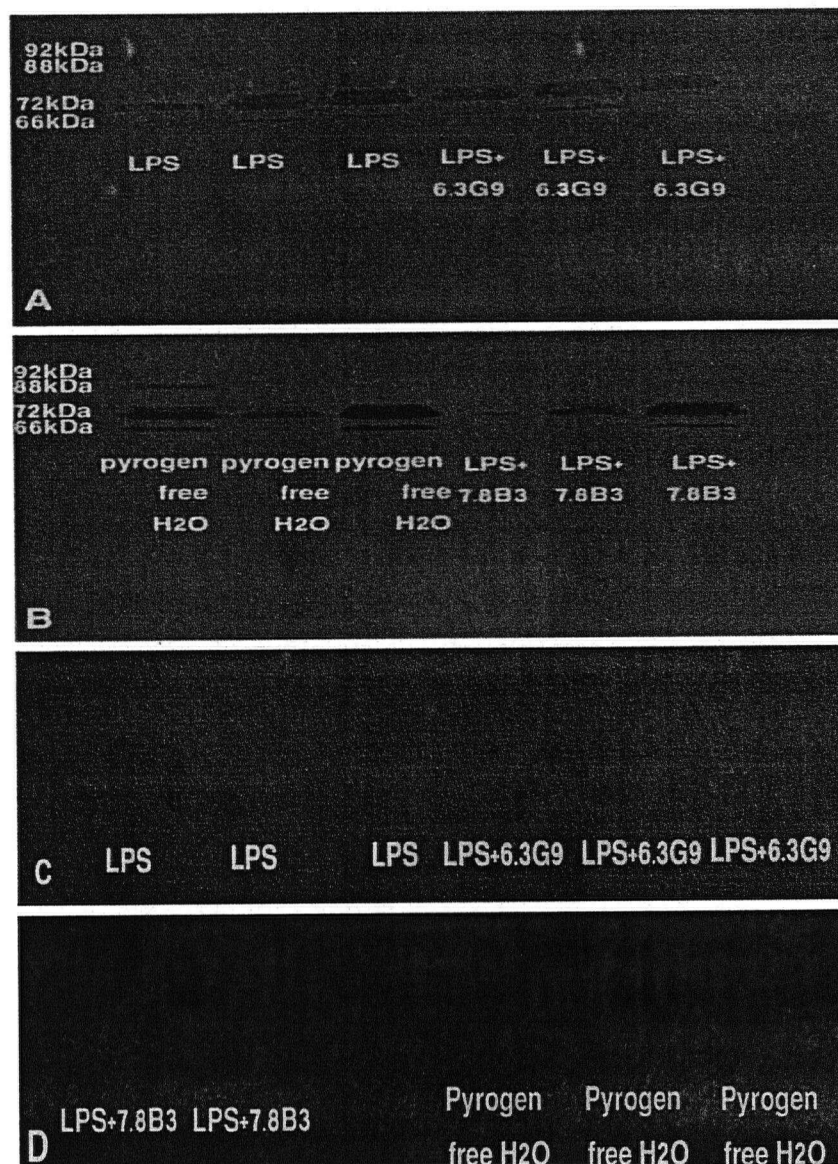 92kDa
88kDa
72kDa
66kDa
LPS LPS LPS LPS+ LPS+ LPS+
6.3G9 6.3G9 6.3G9
A
92kDa
88kDa
72kDa
66kDa
pyrogen pyrogen pyrogen LPS+ LPS+ LPS+
free free free 7.8B3 7.8B3 7.8B3
H2O H2O H2O
B
LPS LPS LPS LPS+6.3G9 LPS+6.3G9 LPS+6.3G9
C
Pyrogen Pyrogen Pyrogen
LPS+7.8B3 LPS+7.8B3
D free H2O free H2O free H2O